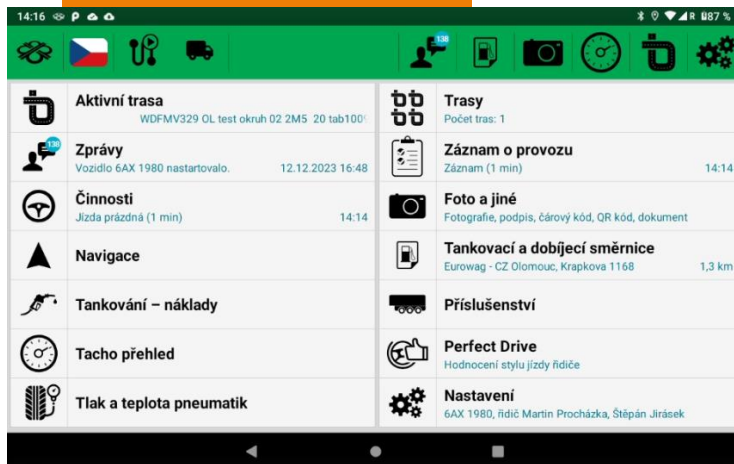 14:16
87 %
138
Aktivní trasa
WDFMV329 OL test okruh 02 2M5 20 tab100%
Zprávy
Vozidlo 6AX 1980 nastartovalo. 12.12.2023 16:48
Činnosti
Jízda prázdná (1 min) 14:14
Navigace
Tankování – náklady
Tacho přehled
Tlak a teplota pneumatik
Trasy
Počet tras: 1
Záznam o provozu
Záznam (1 min) 14:14
Foto a jiné
Fotografie, podpis, čárový kód, QR kód, dokument
Tankovací a dobíjecí směrnice
Eurowag - CZ Olomouc, Krapkova 1168 1,3 km
Příslušenství
Perfect Drive
Hodnocení stylu jízdy řidiče
Nastavení
6AX 1980, řidič Martin Procházka, Štěpán Jirásek